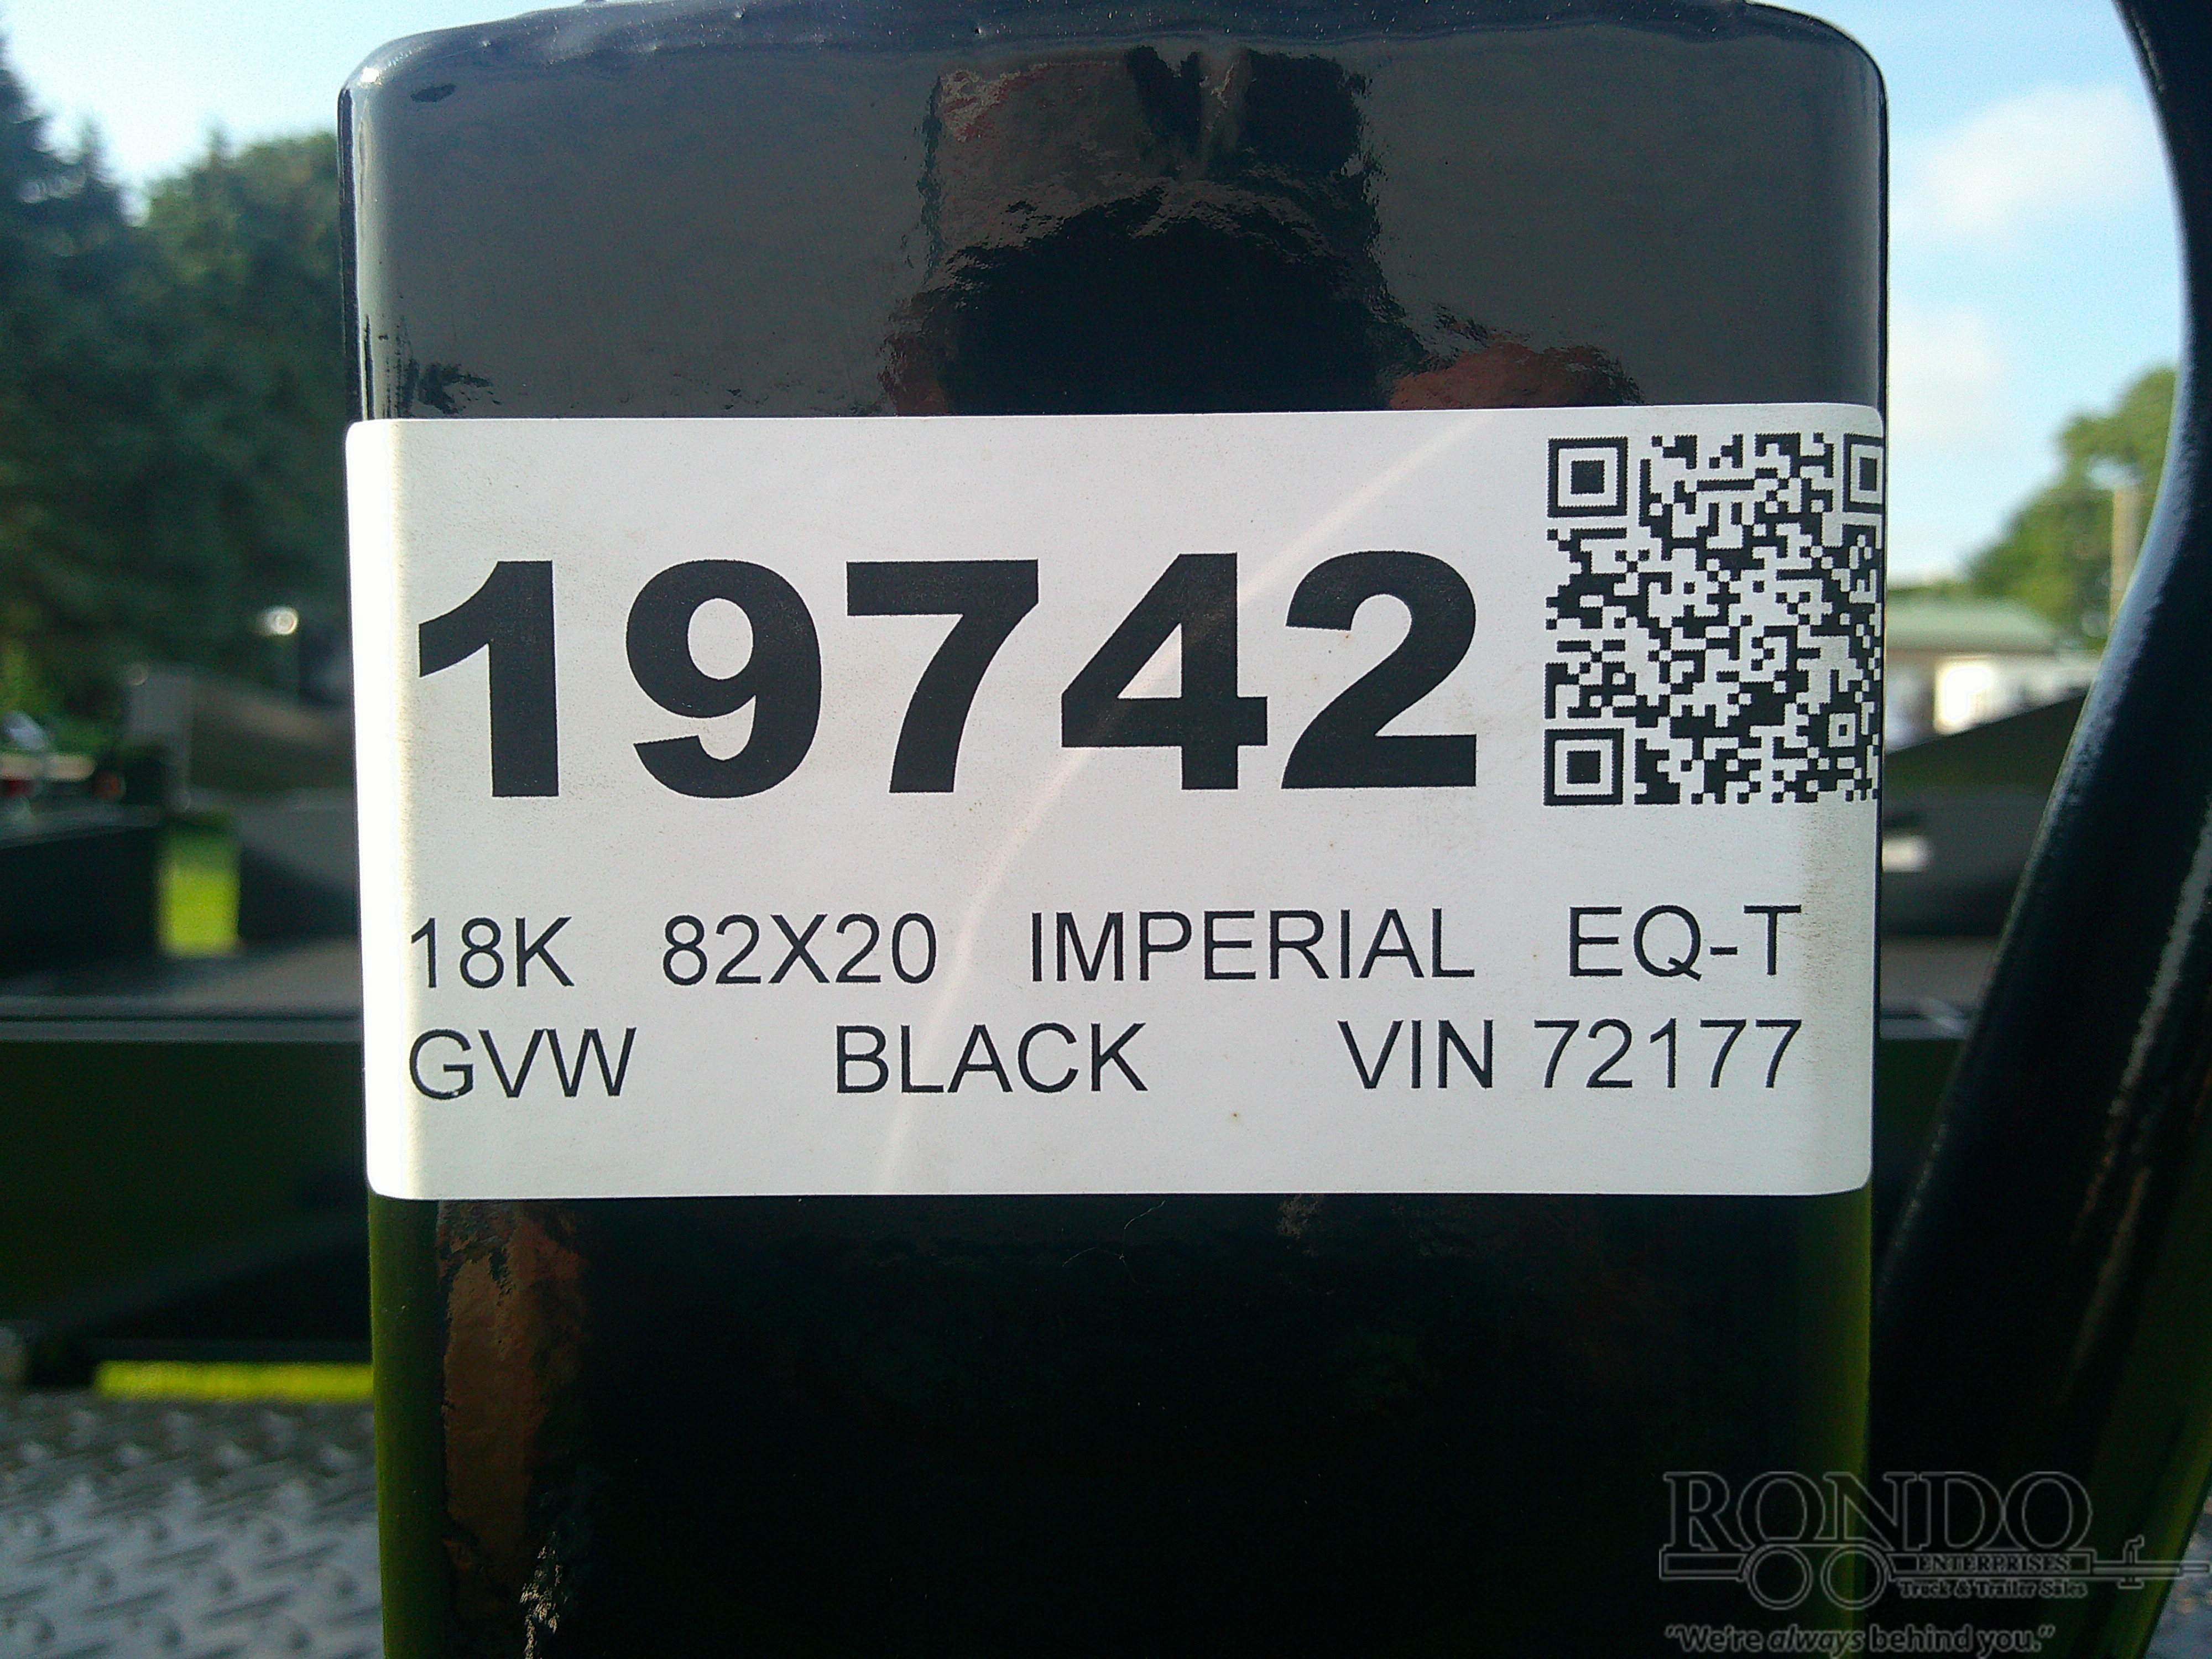 19742
18K 82X20 IMPERIAL EQ-T
GVW BLACK VIN 72177
RONDO
ENTERPRISES
Truck & Trailer Sales
"We're always behind you."